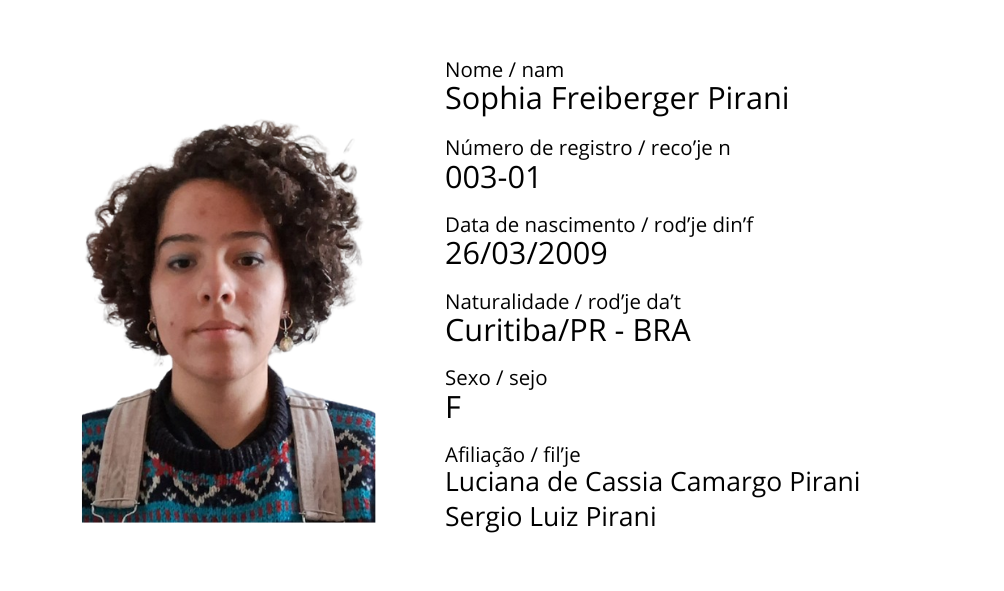 Nome / nam
Sophia Freiberger Pirani
Número de registro / reco’je n
003-01
Data de nascimento / rod’je din’f
26/03/2009
Naturalidade / rod’je da’t
Curitiba/PR - BRA
Sexo / sejo
F
Afiliação / fil’je
Luciana de Cassia Camargo Pirani
Sergio Luiz Pirani